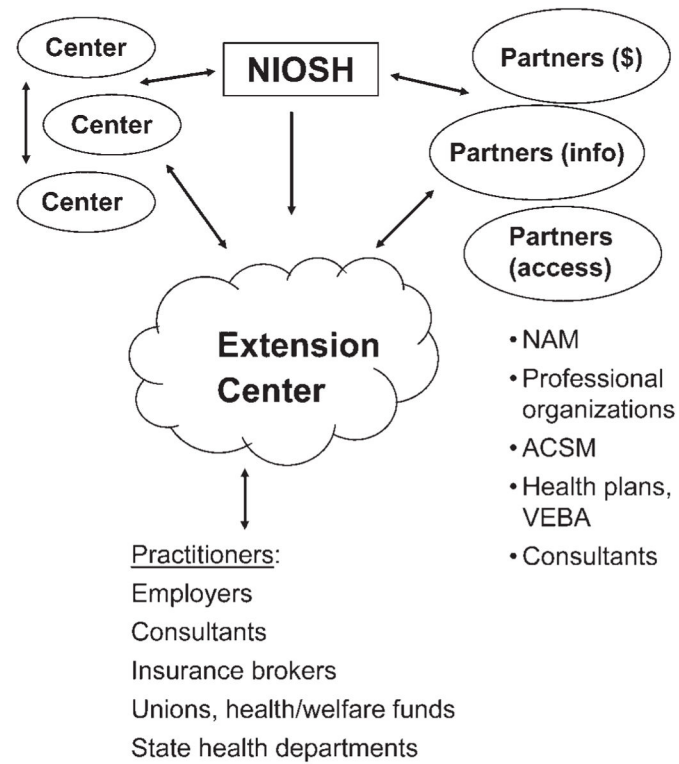 Center
Center
Center
NIOSH
Partners ($)
Partners (info)
Partners
(access)
Extension
Center
• NAM
• Professional
organizations
• ACSM
• Health plans,
VEBA
• Consultants
Practitioners:
Employers
Consultants
Insurance brokers
Unions, health/welfare funds
State health departments